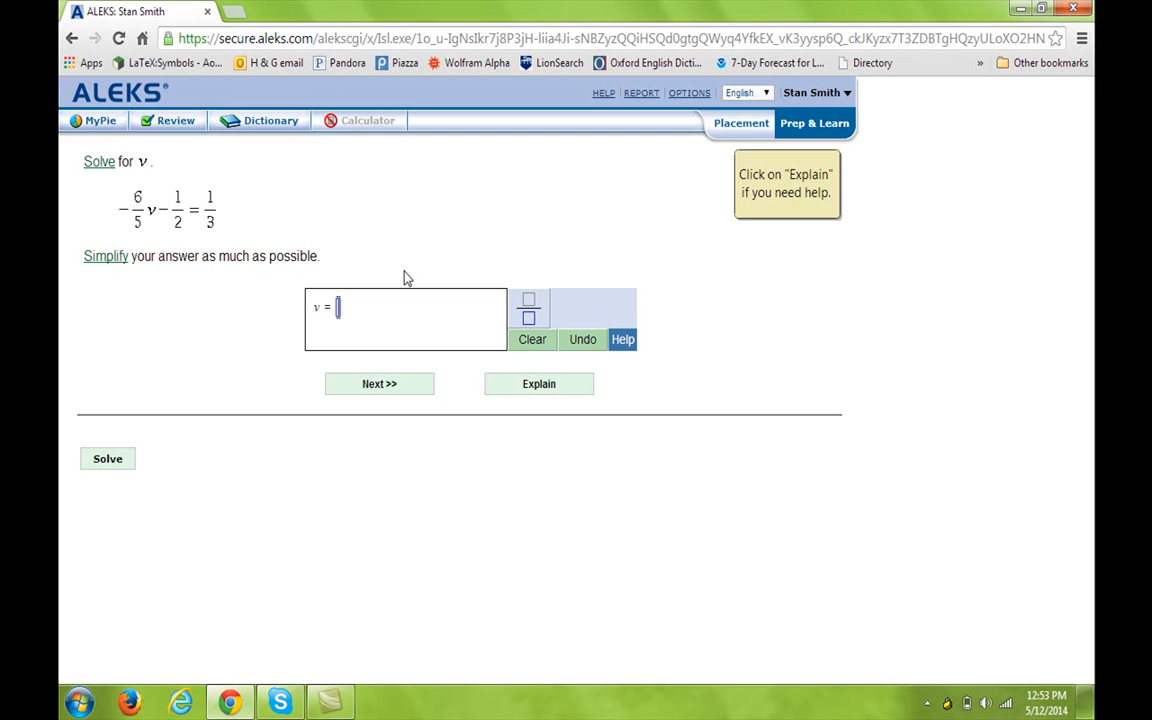 ALEKS: Stan Smith
https://secure.aleks.com/alekscgi/x/Isl.exe/1o_u-IgNsIkr7j8P3jH-liia4Ji-sNBZyzQQiHSQd0gtgQWyq4YfkEX_vK3yysp6Q_ckJKyzx7T3ZDBTgHQzyULoXO2HN
Apps LaTeX:Symbols - Ao... H & G email Pandora Piazza Wolfram Alpha LionSearch Oxford English Dicti... 7-Day Forecast for L... Directory » Other bookmarks
ALEKS® HELP REPORT OPTIONS English Stan Smith
MyPie Review Dictionary Calculator Placement Prep & Learn
Click on "Explain"
if you need help.
Solve for v .
- 6/5 v - 1/2 = 1/3
Simplify your answer as much as possible.
v =
Clear Undo Help
Next >> Explain
Solve
12:53 PM
5/12/2014